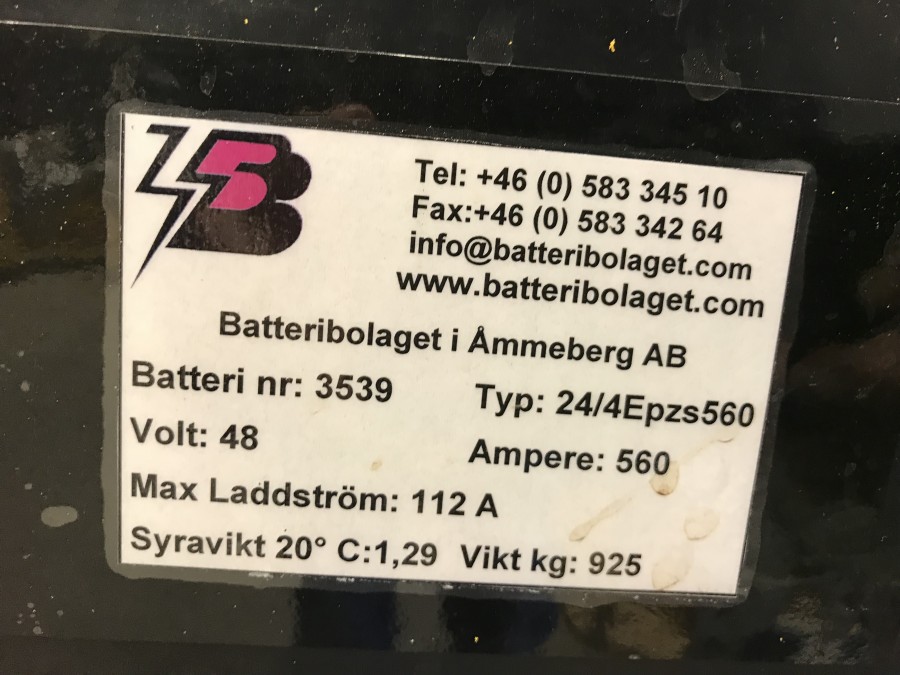 B
Tel: +46 (0) 583 345 10
Fax:+46 (0) 583 342 64
info@batteribolaget.com
www.batteribolaget.com
Batteribolaget i Åmmeberg AB
Batteri nr: 3539 Typ: 24/4Epzs560
Volt: 48 Ampere: 560
Max Laddström: 112 A
Syravikt 20° C:1,29 Vikt kg: 925